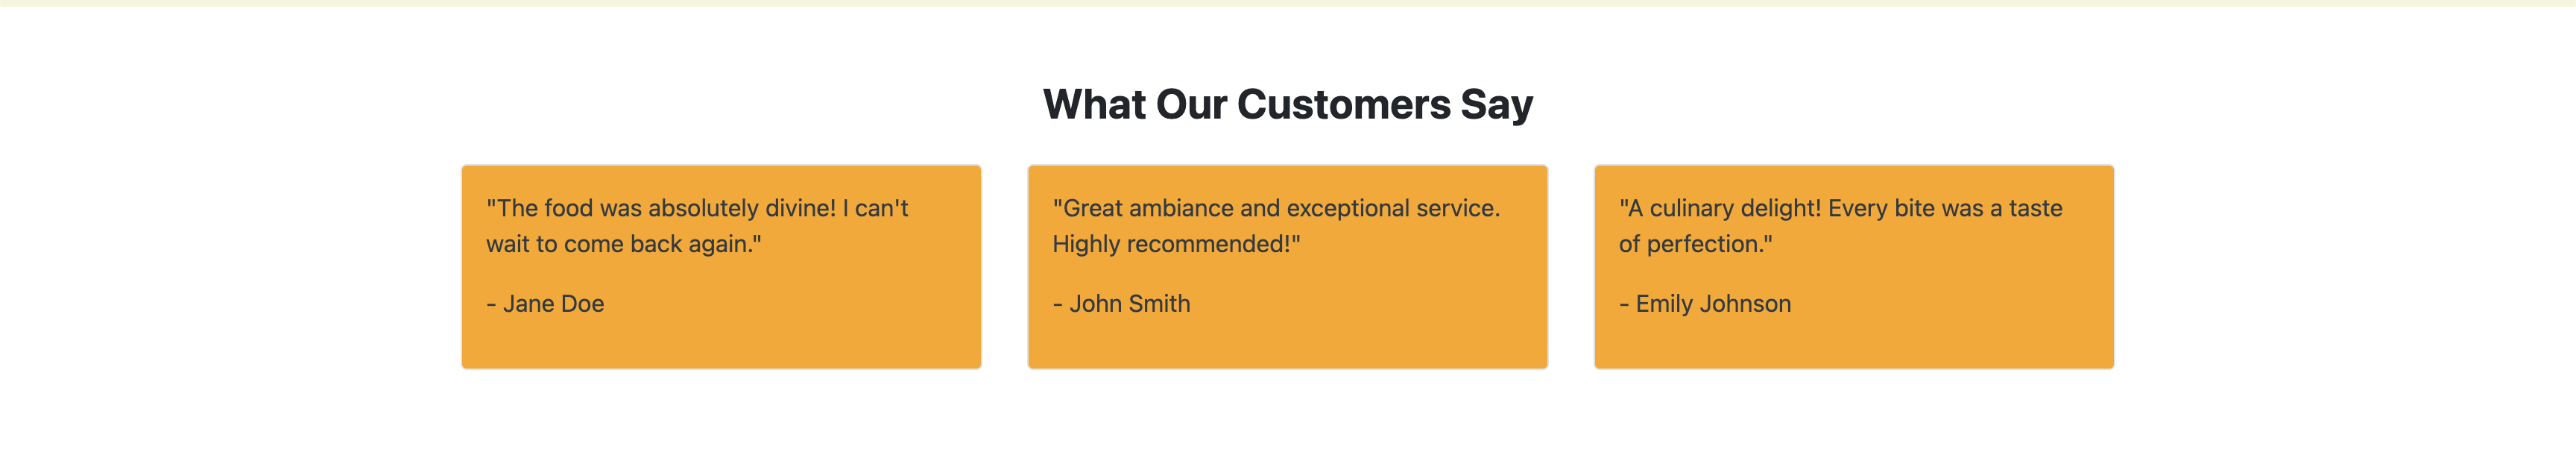 What Our Customers Say
"The food was absolutely divine! I can't
wait to come back again."
- Jane Doe
"Great ambiance and exceptional service.
Highly recommended!"
- John Smith
"A culinary delight! Every bite was a taste
of perfection."
- Emily Johnson